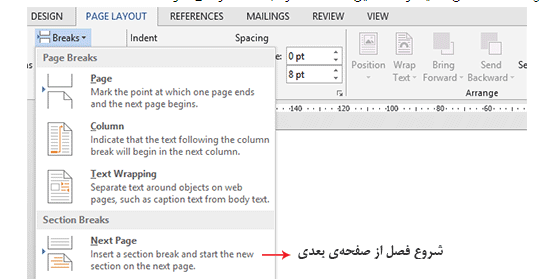 DESIGN PAGE LAYOUT REFERENCES MAILINGS REVIEW VIEW
Breaks Indent Spacing
Page Breaks
Page
Mark the point at which one page ends
and the next page begins.
Column
Indicate that the text following the column
break will begin in the next column.
Text Wrapping
Separate text around objects on web
pages, such as caption text from body text.
Section Breaks
Next Page
Insert a section break and start the new
section on the next page.
شروع فصل از صفحه‌ی بعدی
e: 0 pt
8 pt
Position Wrap Text Bring Forward Send Backward
Arrange
140 120 100 80 60